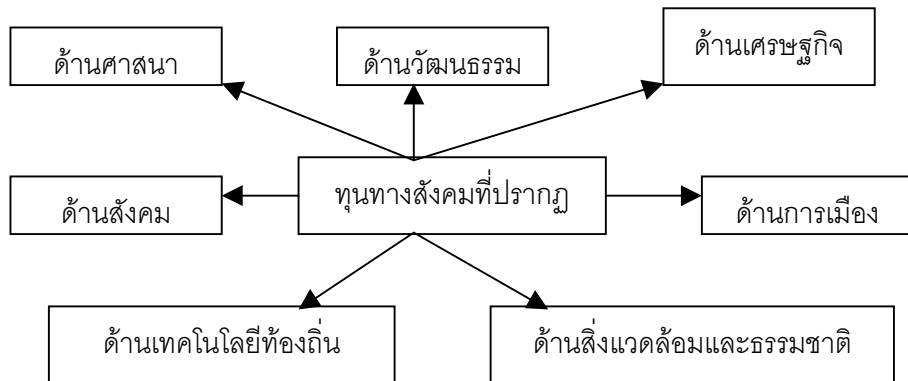 ด้านศาสนา
ด้านวัฒนธรรม
ด้านเศรษฐกิจ
ด้านสังคม
ทุนทางสังคมที่ปรากฏ
ด้านการเมือง
ด้านเทคโนโลยีท้องถิ่น
ด้านสิ่งแวดล้อมและธรรมชาติ